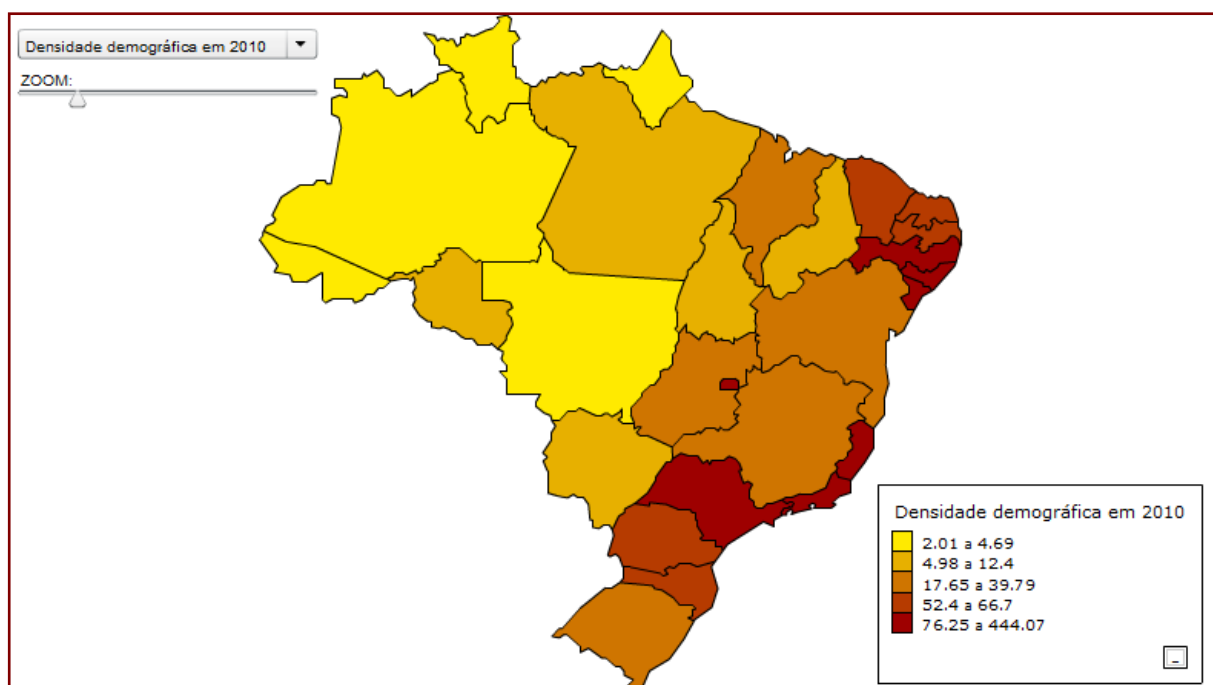 Densidade demográfica em 2010
ZOOM:
Densidade demográfica em 2010
2.01 a 4.69
4.98 a 12.4
17.65 a 39.79
52.4 a 66.7
76.25 a 444.07